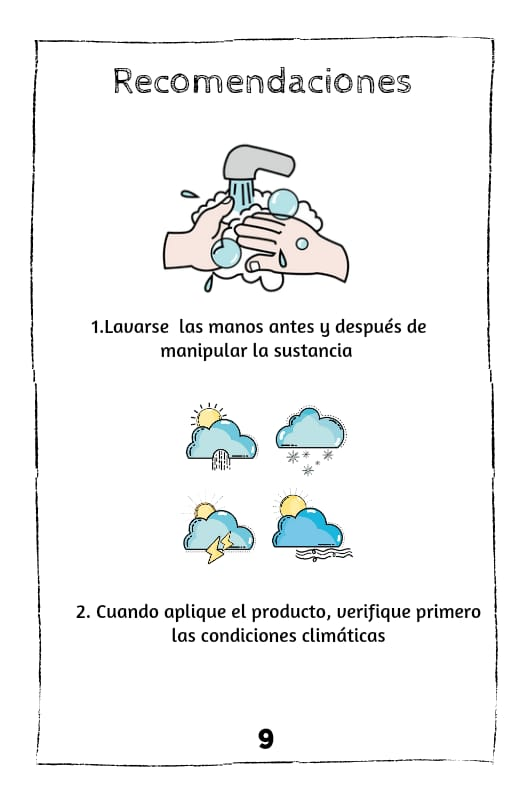 Recomendaciones
1.Lavarse las manos antes y después de
manipular la sustancia
2. Cuando aplique el producto, verifique primero
las condiciones climáticas
9